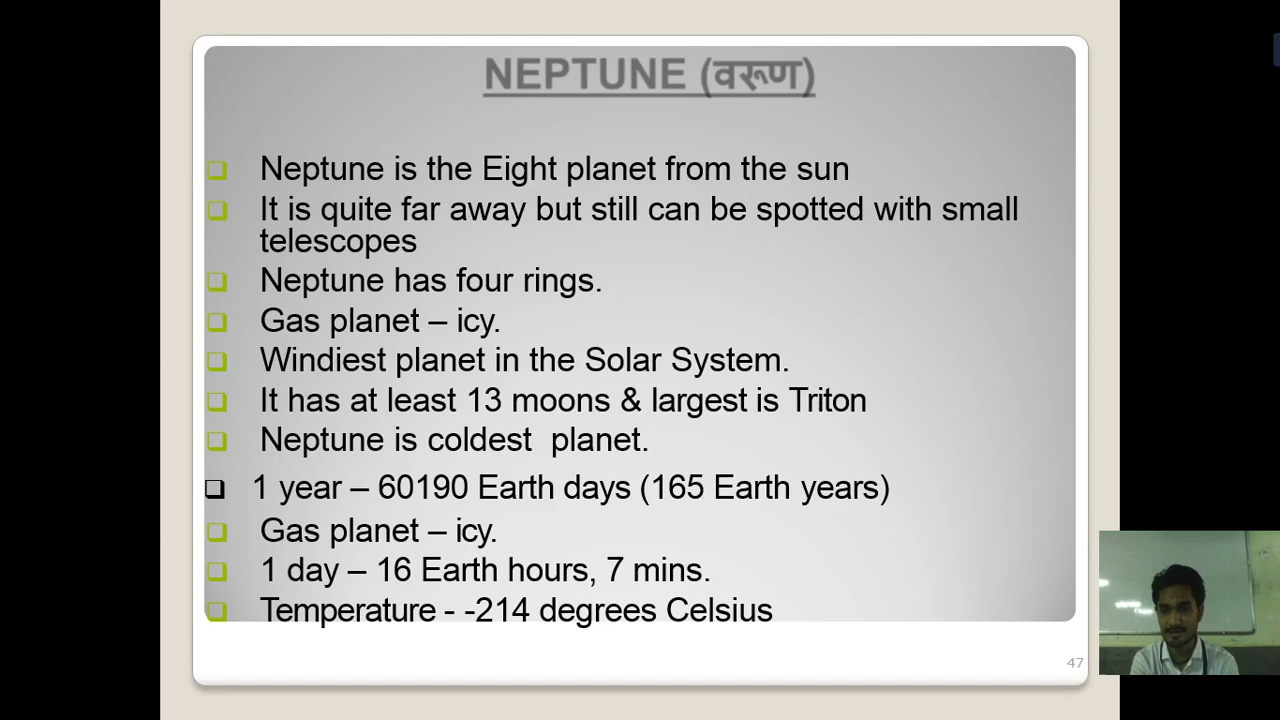 NEPTUNE (वरूण)
Neptune is the Eight planet from the sun
It is quite far away but still can be spotted with small
telescopes
Neptune has four rings.
Gas planet – icy.
Windiest planet in the Solar System.
It has at least 13 moons & largest is Triton
Neptune is coldest  planet.
1 year – 60190 Earth days (165 Earth years)
Gas planet – icy.
1 day – 16 Earth hours, 7 mins.
Temperature - -214 degrees Celsius
47